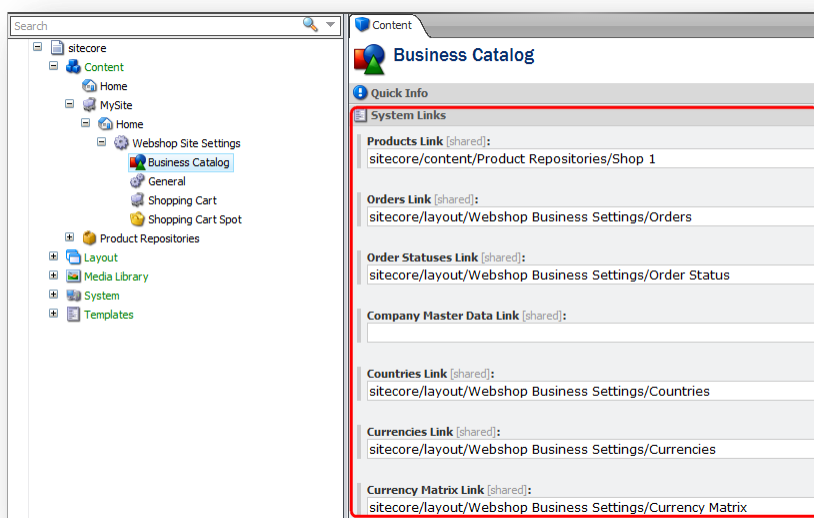 Search
sitecore
Content
Home
MySite
Home
Webshop Site Settings
Business Catalog
General
Shopping Cart
Shopping Cart Spot
Product Repositories
Layout
Media Library
System
Templates
Content
Business Catalog
Quick Info
System Links
Products Link [shared]:
sitecore/content/Product Repositories/Shop 1
Orders Link [shared]:
sitecore/layout/Webshop Business Settings/Orders
Order Statuses Link [shared]:
sitecore/layout/Webshop Business Settings/Order Status
Company Master Data Link [shared]:
Countries Link [shared]:
sitecore/layout/Webshop Business Settings/Countries
Currencies Link [shared]:
sitecore/layout/Webshop Business Settings/Currencies
Currency Matrix Link [shared]:
sitecore/layout/Webshop Business Settings/Currency Matrix